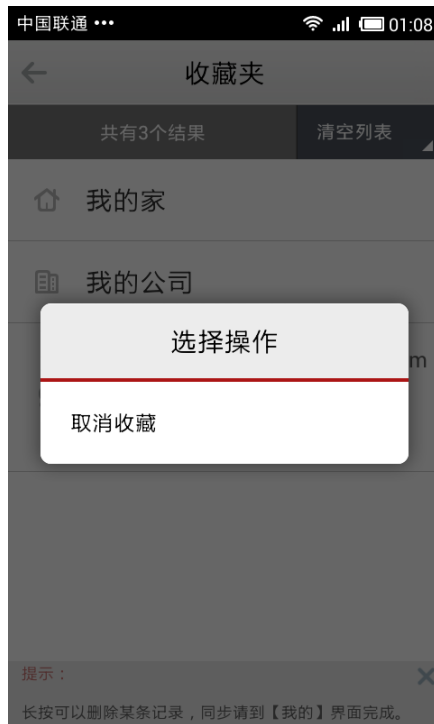 中国联通 ••• 01:08
收藏夹
共有3个结果 清空列表
我的家
我的公司
选择操作
m
取消收藏
提示：
长按可以删除某条记录，同步请到【我的】界面完成。